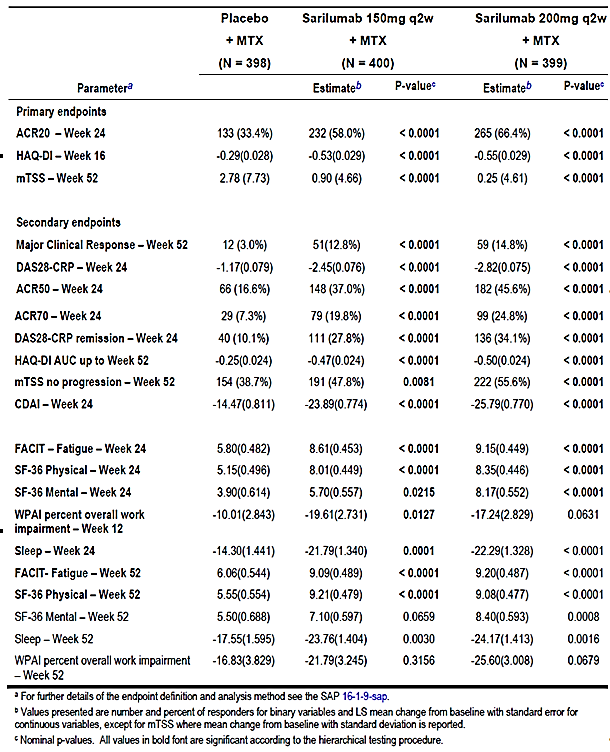 Placebo Sarilumab 150mg q2w Sarilumab 200mg q2w
+ MTX + MTX + MTX
(N = 398) (N = 400) (N = 399)
Parameterᵃ Estimateᵇ P-valueᶜ Estimateᵇ P-valueᶜ
Primary endpoints
ACR20 – Week 24 133 (33.4%) 232 (58.0%) < 0.0001 265 (66.4%) < 0.0001
HAQ-DI – Week 16 -0.29(0.028) -0.53(0.029) < 0.0001 -0.55(0.029) < 0.0001
mTSS – Week 52 2.78 (7.73) 0.90 (4.66) < 0.0001 0.25 (4.61) < 0.0001
Secondary endpoints
Major Clinical Response – Week 52 12 (3.0%) 51(12.8%) < 0.0001 59 (14.8%) < 0.0001
DAS28-CRP – Week 24 -1.17(0.079) -2.45(0.076) < 0.0001 -2.82(0.075) < 0.0001
ACR50 – Week 24 66 (16.6%) 148 (37.0%) < 0.0001 182 (45.6%) < 0.0001
ACR70 – Week 24 29 (7.3%) 79 (19.8%) < 0.0001 99 (24.8%) < 0.0001
DAS28-CRP remission – Week 24 40 (10.1%) 111 (27.8%) < 0.0001 136 (34.1%) < 0.0001
HAQ-DI AUC up to Week 52 -0.25(0.024) -0.47(0.024) < 0.0001 -0.50(0.024) < 0.0001
mTSS no progression – Week 52 154 (38.7%) 191 (47.8%) 0.0081 222 (55.6%) < 0.0001
CDAI – Week 24 -14.47(0.811) -23.89(0.774) < 0.0001 -25.79(0.770) < 0.0001
FACIT – Fatigue – Week 24 5.80(0.482) 8.61(0.453) < 0.0001 9.15(0.449) < 0.0001
SF-36 Physical – Week 24 5.15(0.496) 8.01(0.449) < 0.0001 8.35(0.446) < 0.0001
SF-36 Mental – Week 24 3.90(0.614) 5.70(0.557) 0.0215 8.17(0.552) < 0.0001
WPAI percent overall work -10.01(2.843) -19.61(2.731) 0.0127 -17.24(2.829) 0.0631
impairment – Week 12
Sleep – Week 24 -14.30(1.441) -21.79(1.340) 0.0001 -22.29(1.328) < 0.0001
FACIT- Fatigue – Week 52 6.06(0.544) 9.09(0.489) < 0.0001 9.20(0.487) < 0.0001
SF-36 Physical – Week 52 5.55(0.554) 9.21(0.479) < 0.0001 9.08(0.477) < 0.0001
SF-36 Mental – Week 52 5.50(0.688) 7.10(0.597) 0.0659 8.40(0.593) 0.0008
Sleep – Week 52 -17.55(1.595) -23.76(1.404) 0.0030 -24.17(1.413) 0.0016
WPAI percent overall work impairment -16.83(3.829) -21.79(3.245) 0.3156 -25.60(3.008) 0.0679
– Week 52
ᵃ For further details of the endpoint definition and analysis method see the SAP 16-1-9-sap.
ᵇ Values presented are number and percent of responders for binary variables and LS mean change from baseline with standard error for
continuous variables, except for mTSS where mean change from baseline with standard deviation is reported.
ᶜ Nominal p-values. All values in bold font are significant according to the hierarchical testing procedure.